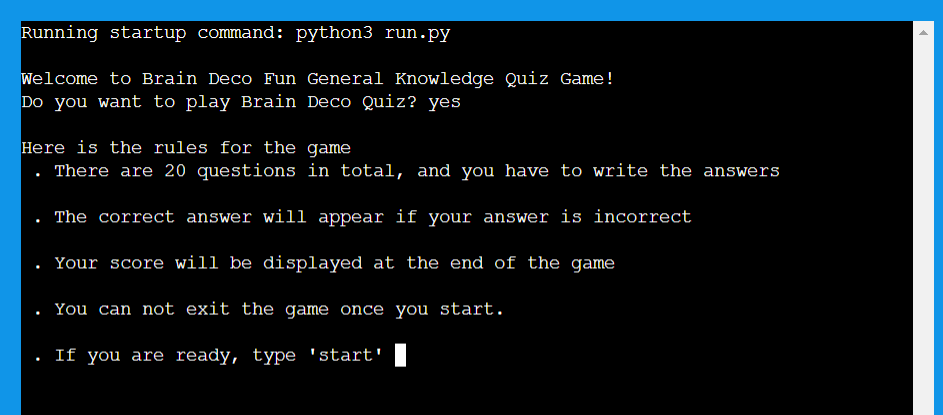 Running startup command: python3 run.py
Welcome to Brain Deco Fun General Knowledge Quiz Game!
Do you want to play Brain Deco Quiz? yes
Here is the rules for the game
. There are 20 questions in total, and you have to write the answers
. The correct answer will appear if your answer is incorrect
. Your score will be displayed at the end of the game
. You can not exit the game once you start.
. If you are ready, type 'start'